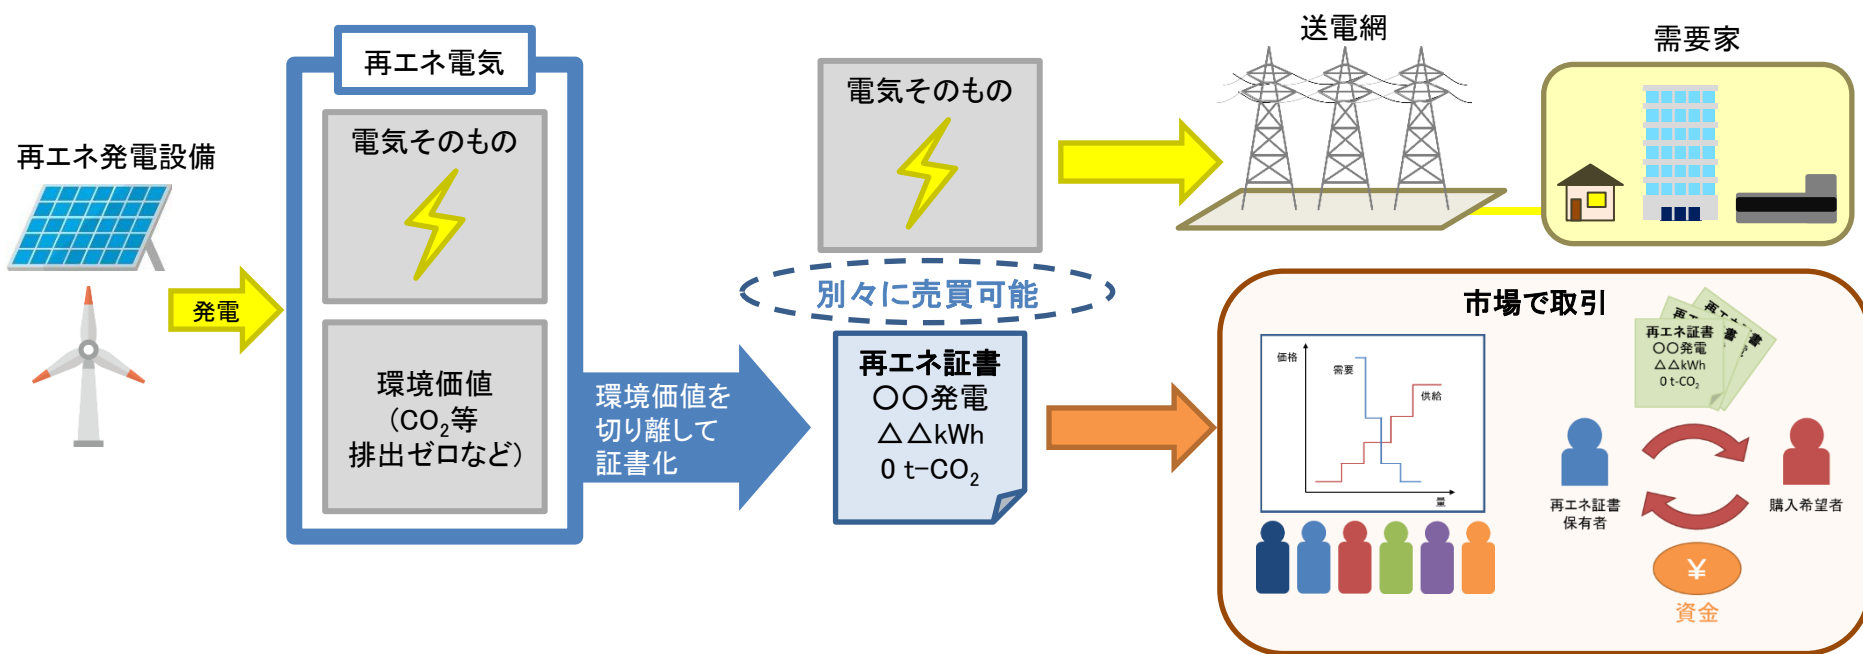 再エネ発電設備
発電
再エネ電気
電気そのもの
環境価値
(CO₂等
排出ゼロなど)
環境価値を
切り離して
証書化
電気そのもの
別々に売買可能
再エネ証書
〇〇発電
△△kWh
0 t-CO₂
送電網
需要家
市場で取引
価格
需要
供給
量
再エネ証書
〇〇発電
△△kWh
0 t-CO₂
再エネ証書
保有者
購入希望者
¥
資金